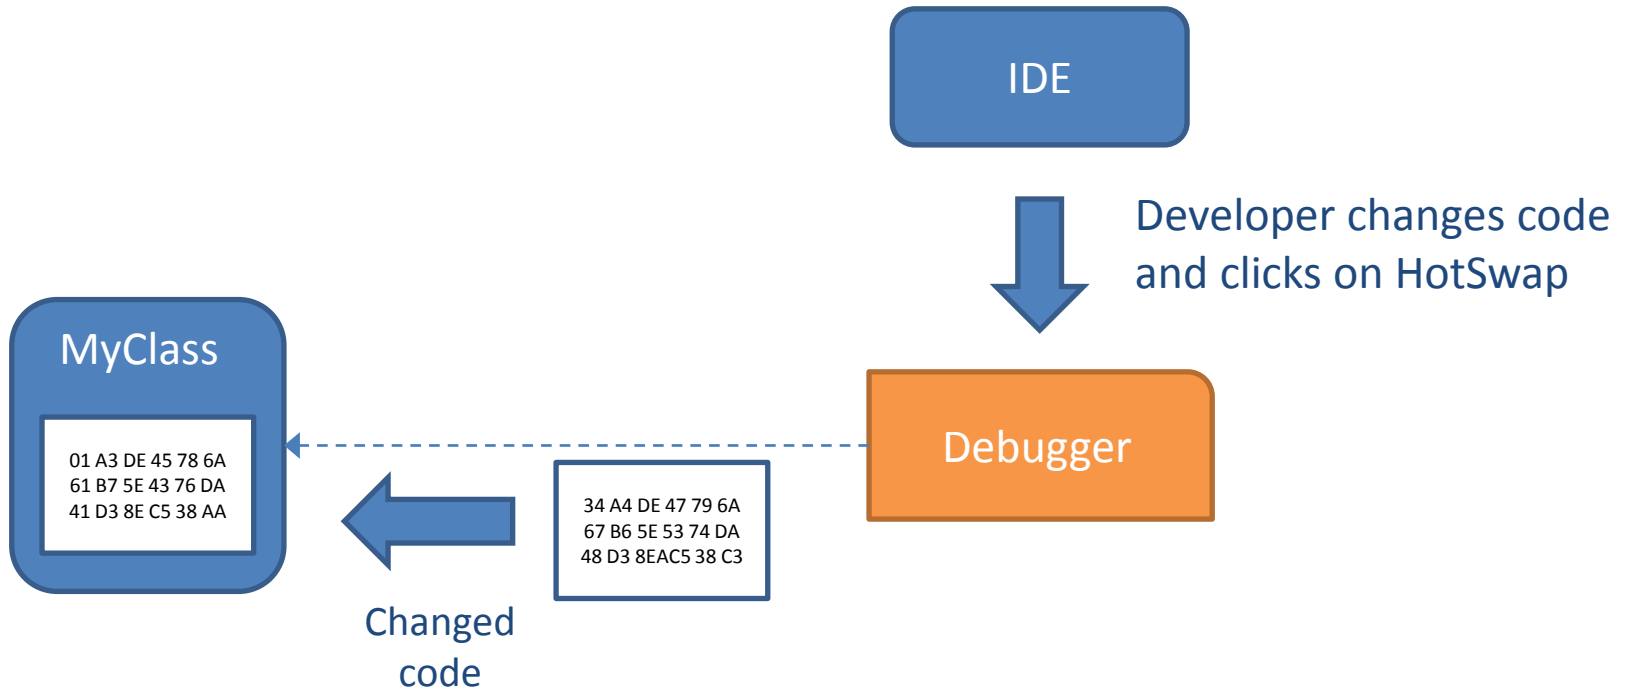 IDE
Developer changes code
and clicks on HotSwap
MyClass
01 A3 DE 45 78 6A
61 B7 5E 43 76 DA
41 D3 8E C5 38 AA
Debugger
34 A4 DE 47 79 6A
67 B6 5E 53 74 DA
48 D3 8EAC5 38 C3
Changed
code